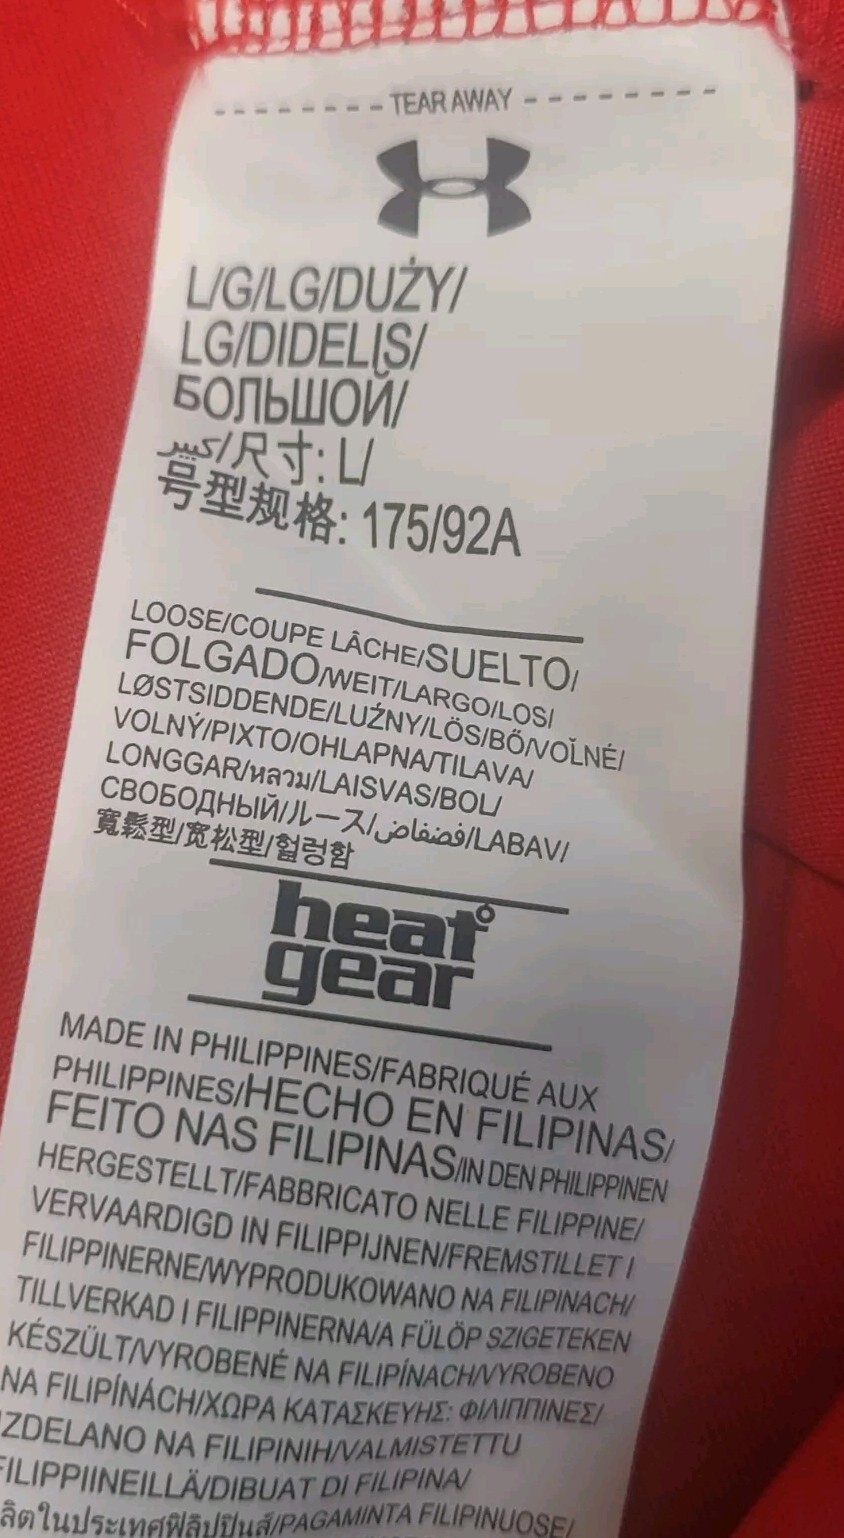 TEAR AWAY
L/G/LG/DUŻY/
LG/DIDELIS/
БОЛЬШОЙ/
كبير/尺寸: L/
号型规格: 175/92A
LOOSE/COUPE LÂCHE/SUELTO/
FOLGADO/WEIT/LARGO/LOS/
LØSTSIDDENDE/LUŹNY/LÖS/BŐ/VOĽNÉ/
VOLNÝ/PIXTO/OHLAPNA/TILAVA/
LONGGAR/หลวม/LAISVAS/BOL/
СВОБОДНЫЙ/ルース/فضفاض/LABAV/
寬鬆型/宽松型/헐렁함
heat
gear
MADE IN PHILIPPINES/FABRIQUÉ AUX
PHILIPPINES/HECHO EN FILIPINAS/
FEITO NAS FILIPINAS/IN DEN PHILIPPINEN
HERGESTELLT/FABBRICATO NELLE FILIPPINE/
VERVAARDIGD IN FILIPPIJNEN/FREMSTILLET I
FILIPPINERNE/WYPRODUKOWANO NA FILIPINACH/
TILLVERKAD I FILIPPINERNA/A FÜLÖP SZIGETEKEN
KÉSZÜLT/VYROBENÉ NA FILIPÍNACH/VYROBENO
NA FILIPÍNÁCH/ΧΩΡΑ ΚΑΤΑΣΚΕΥΗΣ: ΦΙΛΙΠΠΙΝΕΣ/
IZDELANO NA FILIPINIH/VALMISTETTU
FILIPPIINEILLÄ/DIBUAT DI FILIPINA/
ลิตในประเทศฟิลิปปินส์/PAGAMINTA FILIPINUOSE/